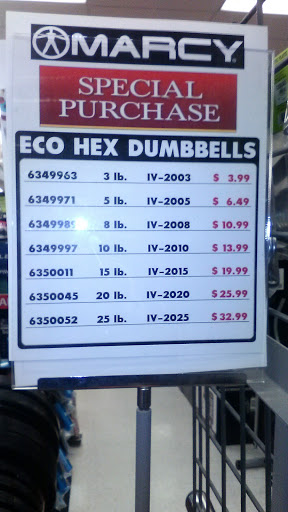 MARCY
SPECIAL
PURCHASE
ECO HEX DUMBBELLS
6349963 3 lb. IV-2003 $ 3.99
6349971 5 lb. IV-2005 $ 6.49
6349989 8 lb. IV-2008 $10.99
6349997 10 lb. IV-2010 $13.99
6350011 15 lb. IV-2015 $19.99
6350045 20 lb. IV-2020 $25.99
6350052 25 lb. IV-2025 $32.99